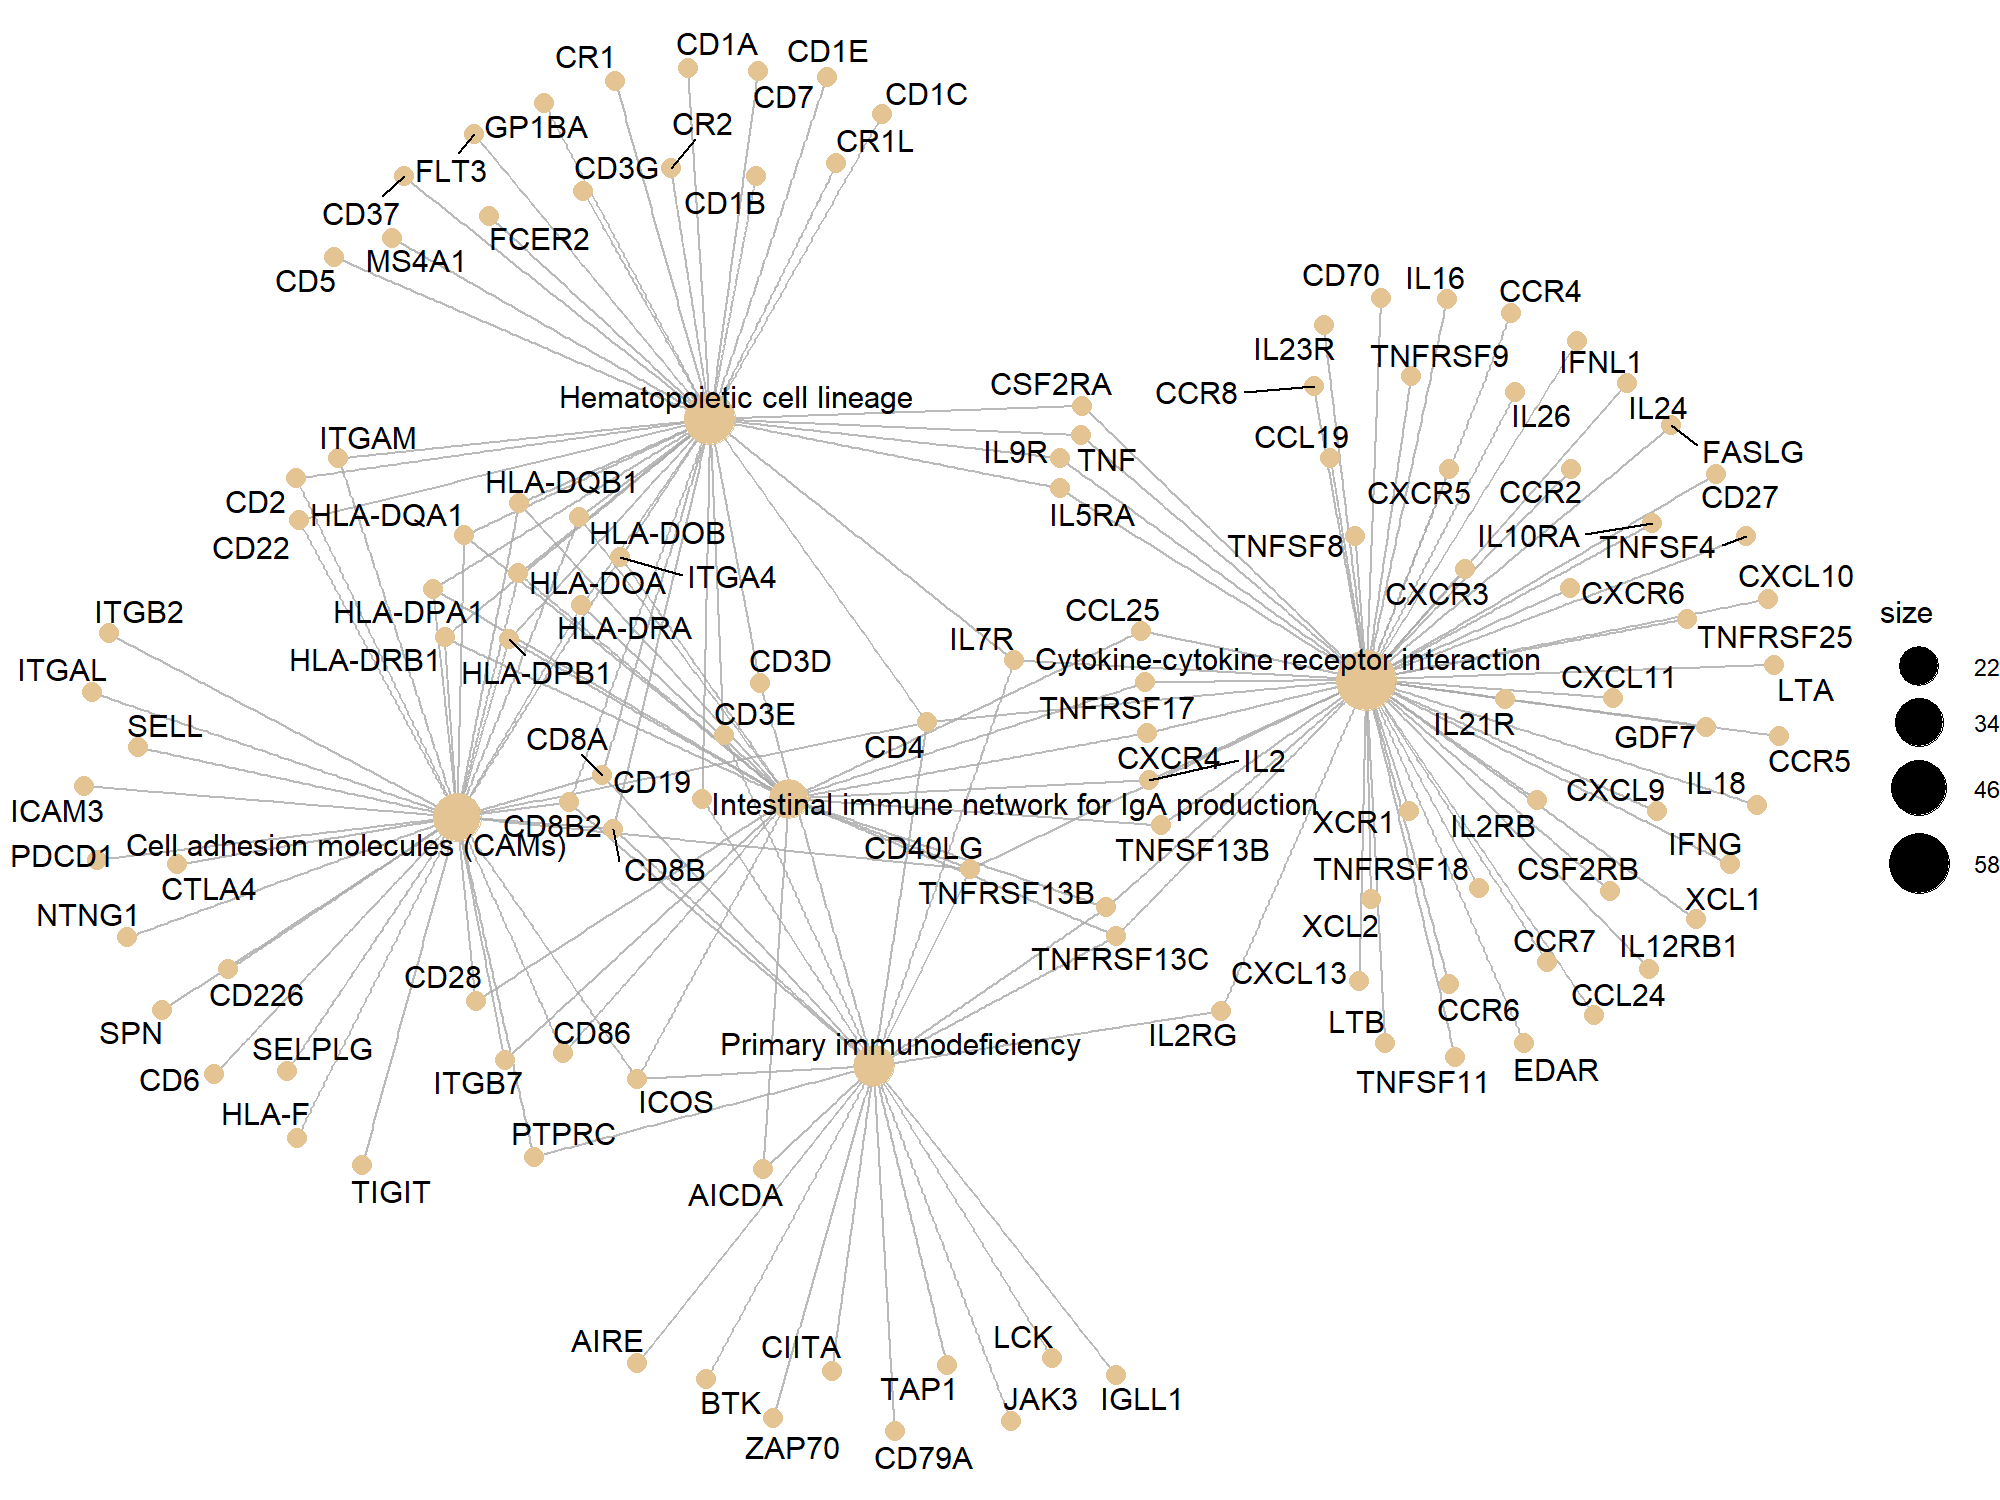 CR1
CD1A
CD1E
CD7
CD1C
GP1BA
CR2
CR1L
FLT3
CD3G
CD1B
CD37
FCER2
MS4A1
CD5
Hematopoietic cell lineage
CD70
IL16
CCR4
IL23R
TNFRSF9
IFNL1
CCR8
CSF2RA
IL24
IL26
CCL19
FASLG
ITGAM
IL9R
TNF
CXCR5
CCR2
CD27
HLA-DQB1
CD2
HLA-DQA1
IL5RA
HLA-DOB
IL10RA
TNFSF4
CD22
TNFSF8
HLA-DOA
ITGA4
CXCR3
CXCR6
CXCL10
size
ITGB2
HLA-DPA1
CCL25
HLA-DRA
IL7R
TNFRSF25
HLA-DRB1
HLA-DPB1
CD3D
Cytokine-cytokine receptor interaction
22
ITGAL
CXCL11
LTA
TNFRSF17
CD3E
IL21R
34
SELL
CD8A
CD4
GDF7
CXCR4
IL2
CCR5
CD19
IL18
CXCL9
46
ICAM3
Intestinal immune network for IgA production
CD8B2
XCR1
IL2RB
PDCD1
Cell adhesion molecules (CAMs)
CD40LG
TNFSF13B
IFNG
CD8B
TNFRSF18
CSF2RB
58
CTLA4
TNFRSF13B
XCL1
NTNG1
XCL2
CCR7
IL12RB1
TNFRSF13C
CXCL13
CD28
CD226
CCL24
CCR6
SPN
CD86
LTB
IL2RG
SELPLG
Primary immunodeficiency
CD6
ITGB7
TNFSF11
EDAR
HLA-F
ICOS
PTPRC
TIGIT
AICDA
AIRE
CIITA
LCK
TAP1
BTK
JAK3
IGLL1
ZAP70
CD79A